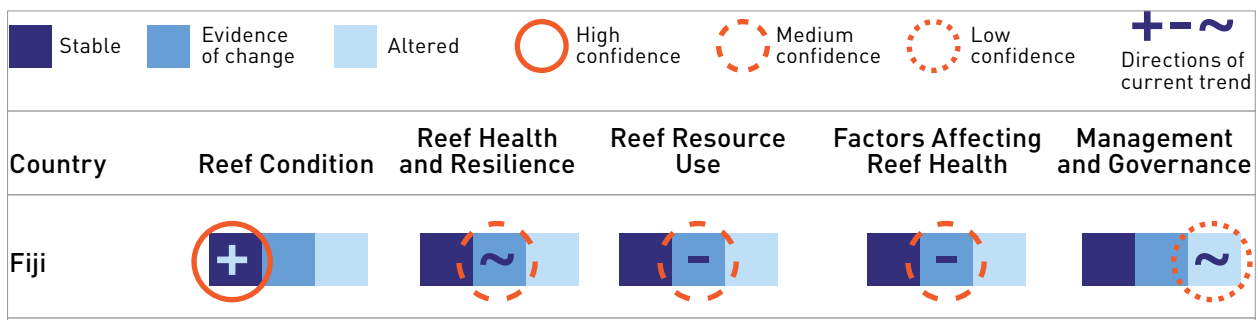 Stable
Evidence
of change
Altered
High
confidence
Medium
confidence
Low
confidence
+ - ~
Directions of
current trend
Country
Reef Condition
Reef Health
and Resilience
Reef Resource
Use
Factors Affecting
Reef Health
Management
and Governance
Fiji
+
~
-
-
~